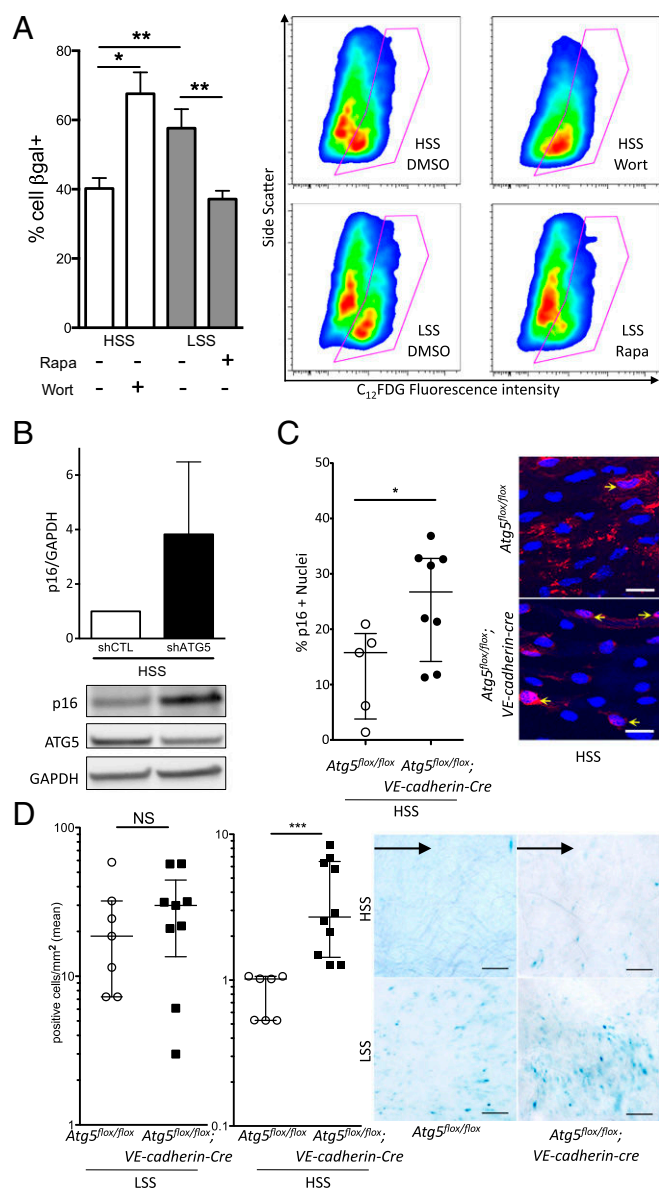 A
% cell βgal+
80
60
40
20
0
* ** **
HSS LSS
Rapa - - - +
Wort - + - -
Side Scatter
HSS
DMSO
HSS
Wort
LSS
DMSO
LSS
Rapa
C₁₂FDG Fluorescence intensity
B
p16/GAPDH
8
6
4
2
0
shCTL shATG5
HSS
p16
ATG5
GAPDH
C
% p16 + Nuclei
50
40
30
20
10
0
*
Atg5flox/flox Atg5flox/flox;
VE-cadherin-Cre
HSS
Atg5flox/flox
Atg5flox/flox;
VE-cadherin-cre
HSS
D
positive cells/mm² (mean)
100
10
1
NS
10
1
0.1
***
Atg5flox/flox Atg5flox/flox;
VE-cadherin-Cre
LSS
Atg5flox/flox Atg5flox/flox;
VE-cadherin-Cre
HSS
HSS
LSS
Atg5flox/flox
Atg5flox/flox;
VE-cadherin-Cre